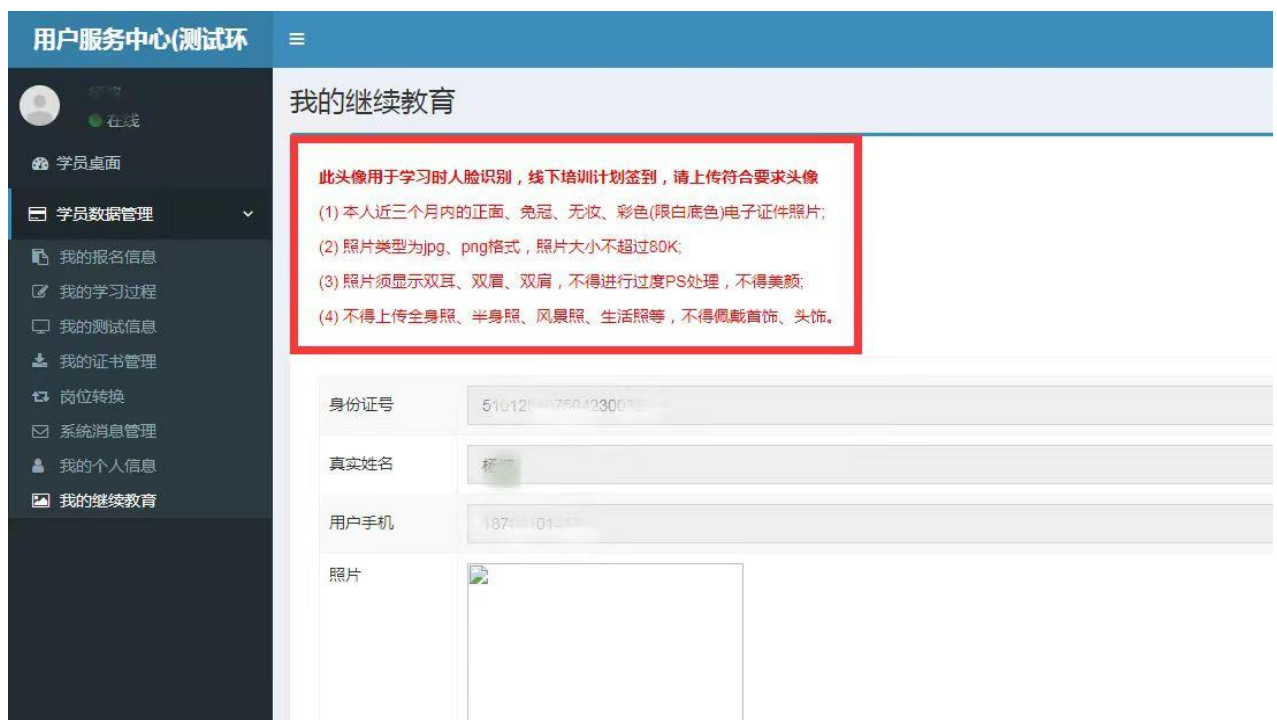 用户服务中心(测试环
在线
学员桌面
学员数据管理
我的报名信息
我的学习过程
我的测试信息
我的证书管理
岗位转换
系统消息管理
我的个人信息
我的继续教育
我的继续教育
此头像用于学习时人脸识别，线下培训计划签到，请上传符合要求头像
(1) 本人近三个月内的正面、免冠、无妆、彩色(限白底色)电子证件照片;
(2) 照片类型为jpg、png格式，照片大小不超过80K;
(3) 照片须显示双耳、双眉、双肩，不得进行过度PS处理，不得美颜;
(4) 不得上传全身照、半身照、风景照、生活照等，不得佩戴首饰、头饰。
身份证号
真实姓名
用户手机
照片